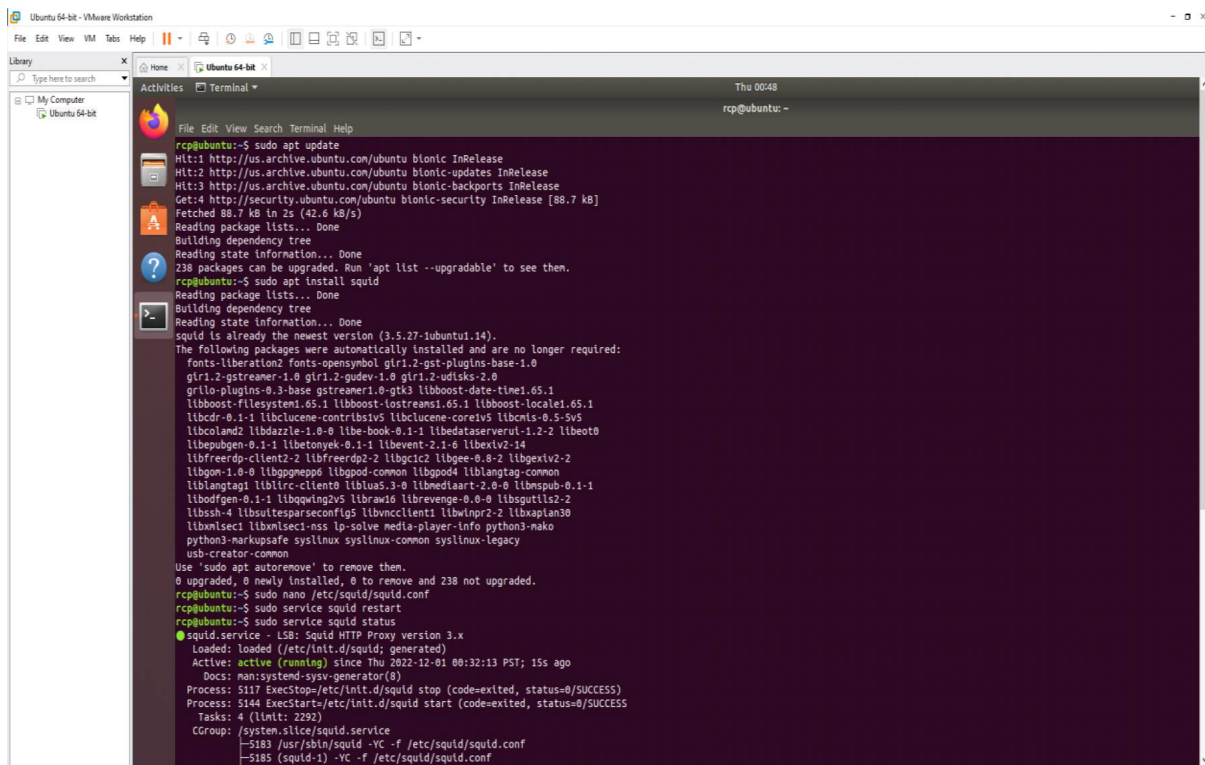 Ubuntu 64-bit - VMware Workstation
File Edit View VM Tabs Help
Library
Type here to search
My Computer
Ubuntu 64-bit
Home
Ubuntu 64-bit
Activities Terminal Thu 00:48
rcp@ubuntu: ~
File Edit View Search Terminal Help
rcp@ubuntu:~$ sudo apt update
Hit:1 http://us.archive.ubuntu.com/ubuntu bionic InRelease
Hit:2 http://us.archive.ubuntu.com/ubuntu bionic-updates InRelease
Hit:3 http://us.archive.ubuntu.com/ubuntu bionic-backports InRelease
Get:4 http://security.ubuntu.com/ubuntu bionic-security InRelease [88.7 kB]
Fetched 88.7 kB in 2s (42.6 kB/s)
Reading package lists... Done
Building dependency tree
Reading state information... Done
238 packages can be upgraded. Run 'apt list --upgradable' to see them.
rcp@ubuntu:~$ sudo apt install squid
Reading package lists... Done
Building dependency tree
Reading state information... Done
squid is already the newest version (3.5.27-1ubuntu1.14).
The following packages were automatically installed and are no longer required:
fonts-liberation2 fonts-opensymbol gir1.2-gst-plugins-base-1.0
gir1.2-gstreamer-1.0 gir1.2-gudev-1.0 gir1.2-udisks-2.0
grilo-plugins-0.3-base gstreamer1.0-gtk3 libboost-date-time1.65.1
libboost-filesystem1.65.1 libboost-iostreams1.65.1 libboost-locale1.65.1
libcdr-0.1-1 libclucene-contribs1v5 libclucene-core1v5 libcmis-0.5-5v5
libcolamd2 libdazzle-1.0-0 libe-book-0.1-1 libedataserverui-1.2-2 libeot0
libepubgen-0.1-1 libetonyek-0.1-1 libevent-2.1-6 libexiv2-14
libfreerdp-client2-2 libfreerdp2-2 libgc1c2 libgee-0.8-2 libgexiv2-2
libgom-1.0-0 libgpgmepp6 libgpod-common libgpod4 liblangtag-common
liblangtag1 liblirc-client0 liblua5.3-0 libmediaart-2.0-0 libmspub-0.1-1
libodfgen-0.1-1 libqqwing2v5 libraw16 librevenge-0.0-0 libsgutils2-2
libssh-4 libsuitesparseconfig5 libvncclient1 libwinpr2-2 libxapian30
libxmlsec1 libxmlsec1-nss lp-solve media-player-info python3-mako
python3-markupsafe syslinux syslinux-common syslinux-legacy
usb-creator-common
Use 'sudo apt autoremove' to remove them.
0 upgraded, 0 newly installed, 0 to remove and 238 not upgraded.
rcp@ubuntu:~$ sudo nano /etc/squid/squid.conf
rcp@ubuntu:~$ sudo service squid restart
rcp@ubuntu:~$ sudo service squid status
● squid.service - LSB: Squid HTTP Proxy version 3.x
Loaded: loaded (/etc/init.d/squid; generated)
Active: active (running) since Thu 2022-12-01 00:32:13 PST; 15s ago
Docs: man:systemd-sysv-generator(8)
Process: 5117 ExecStop=/etc/init.d/squid stop (code=exited, status=0/SUCCESS)
Process: 5144 ExecStart=/etc/init.d/squid start (code=exited, status=0/SUCCESS
Tasks: 4 (limit: 2292)
CGroup: /system.slice/squid.service
├─5183 /usr/sbin/squid -YC -f /etc/squid/squid.conf
├─5185 (squid-1) -YC -f /etc/squid/squid.conf